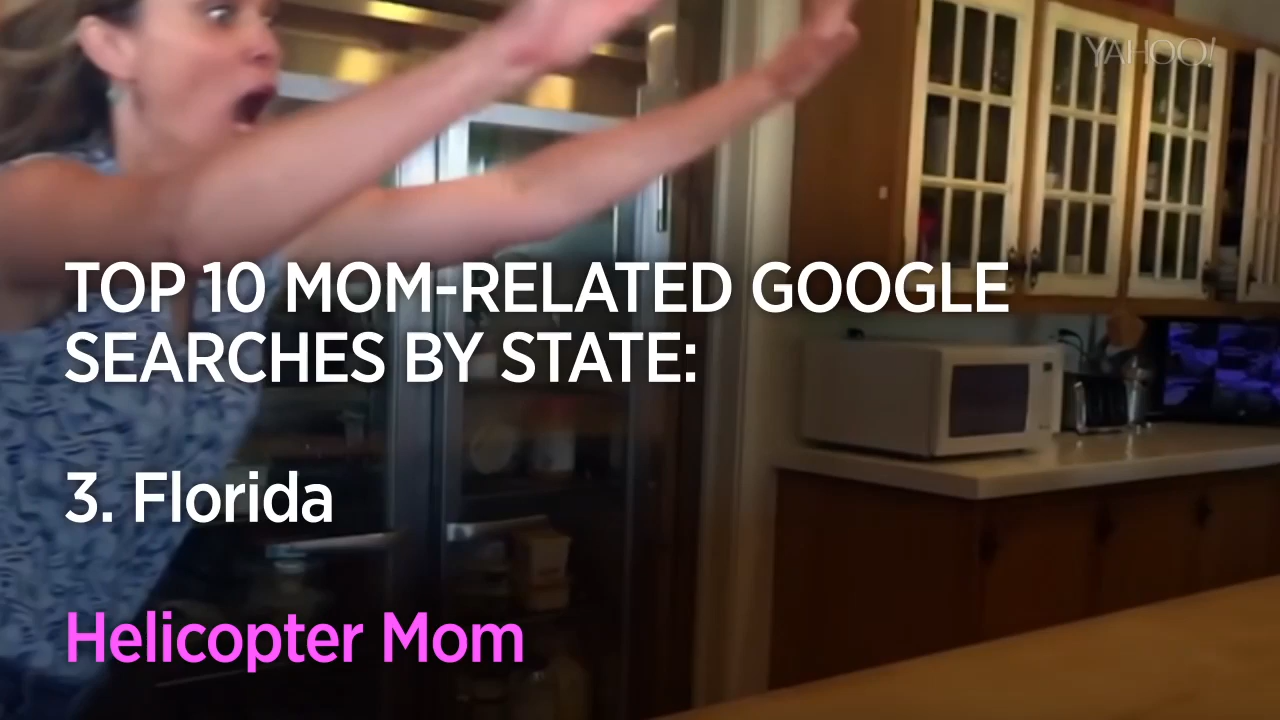 YAHOO!
TOP 10 MOM-RELATED GOOGLE
SEARCHES BY STATE:
3. Florida
Helicopter Mom